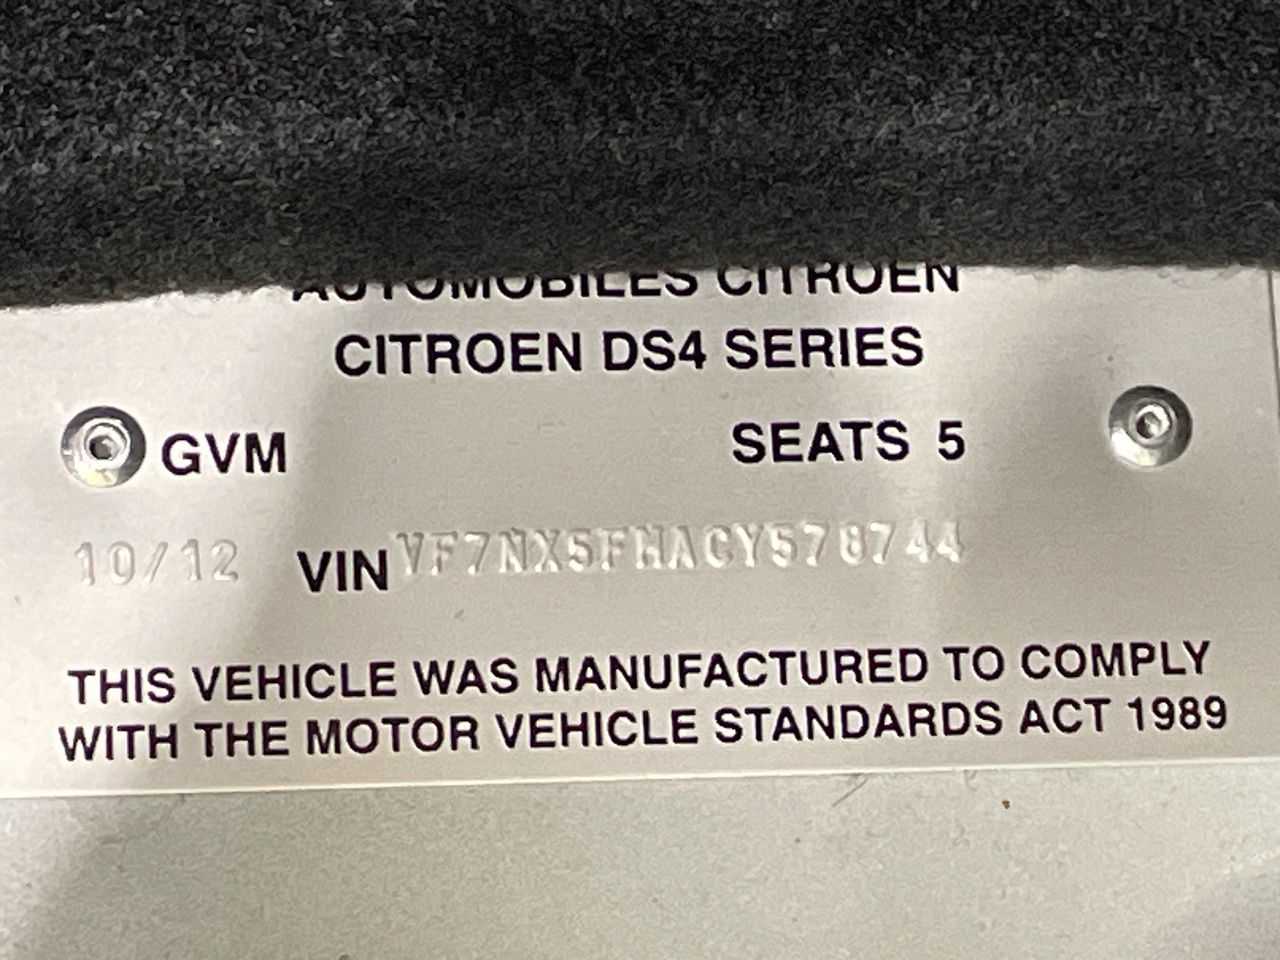 AUTOMOBILES CITROEN
CITROEN DS4 SERIES
GVM SEATS 5
10/12 VIN VF7NX5FMACY578744
THIS VEHICLE WAS MANUFACTURED TO COMPLY
WITH THE MOTOR VEHICLE STANDARDS ACT 1989